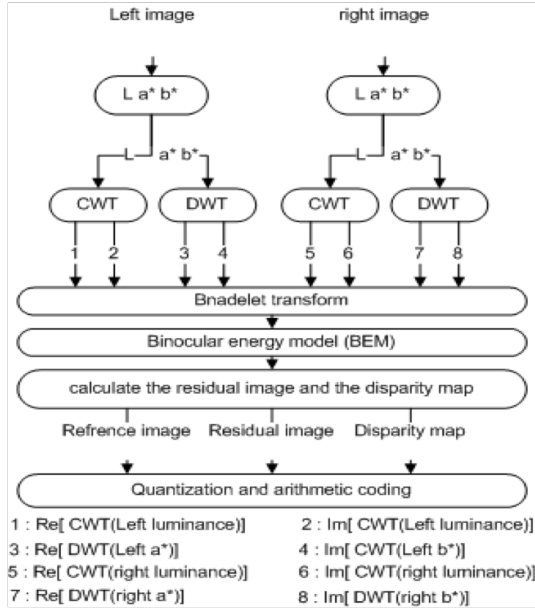 Left image right image
L a* b* L a* b*
L a* b* L a* b*
CWT DWT CWT DWT
1 2 3 4 5 6 7 8
Bnadelet transform
Binocular energy model (BEM)
calculate the residual image and the disparity map
Refrence image Residual image Disparity map
Quantization and arithmetic coding
1 : Re[ CWT(Left luminance)] 2 : Im[ CWT(Left luminance)]
3 : Re[ DWT(Left a*)] 4 : Im[ CWT(Left b*)]
5 : Re[ CWT(right luminance)] 6 : Im[ CWT(right luminance)]
7 : Re[ DWT(right a*)] 8 : Im[ DWT(right b*)]